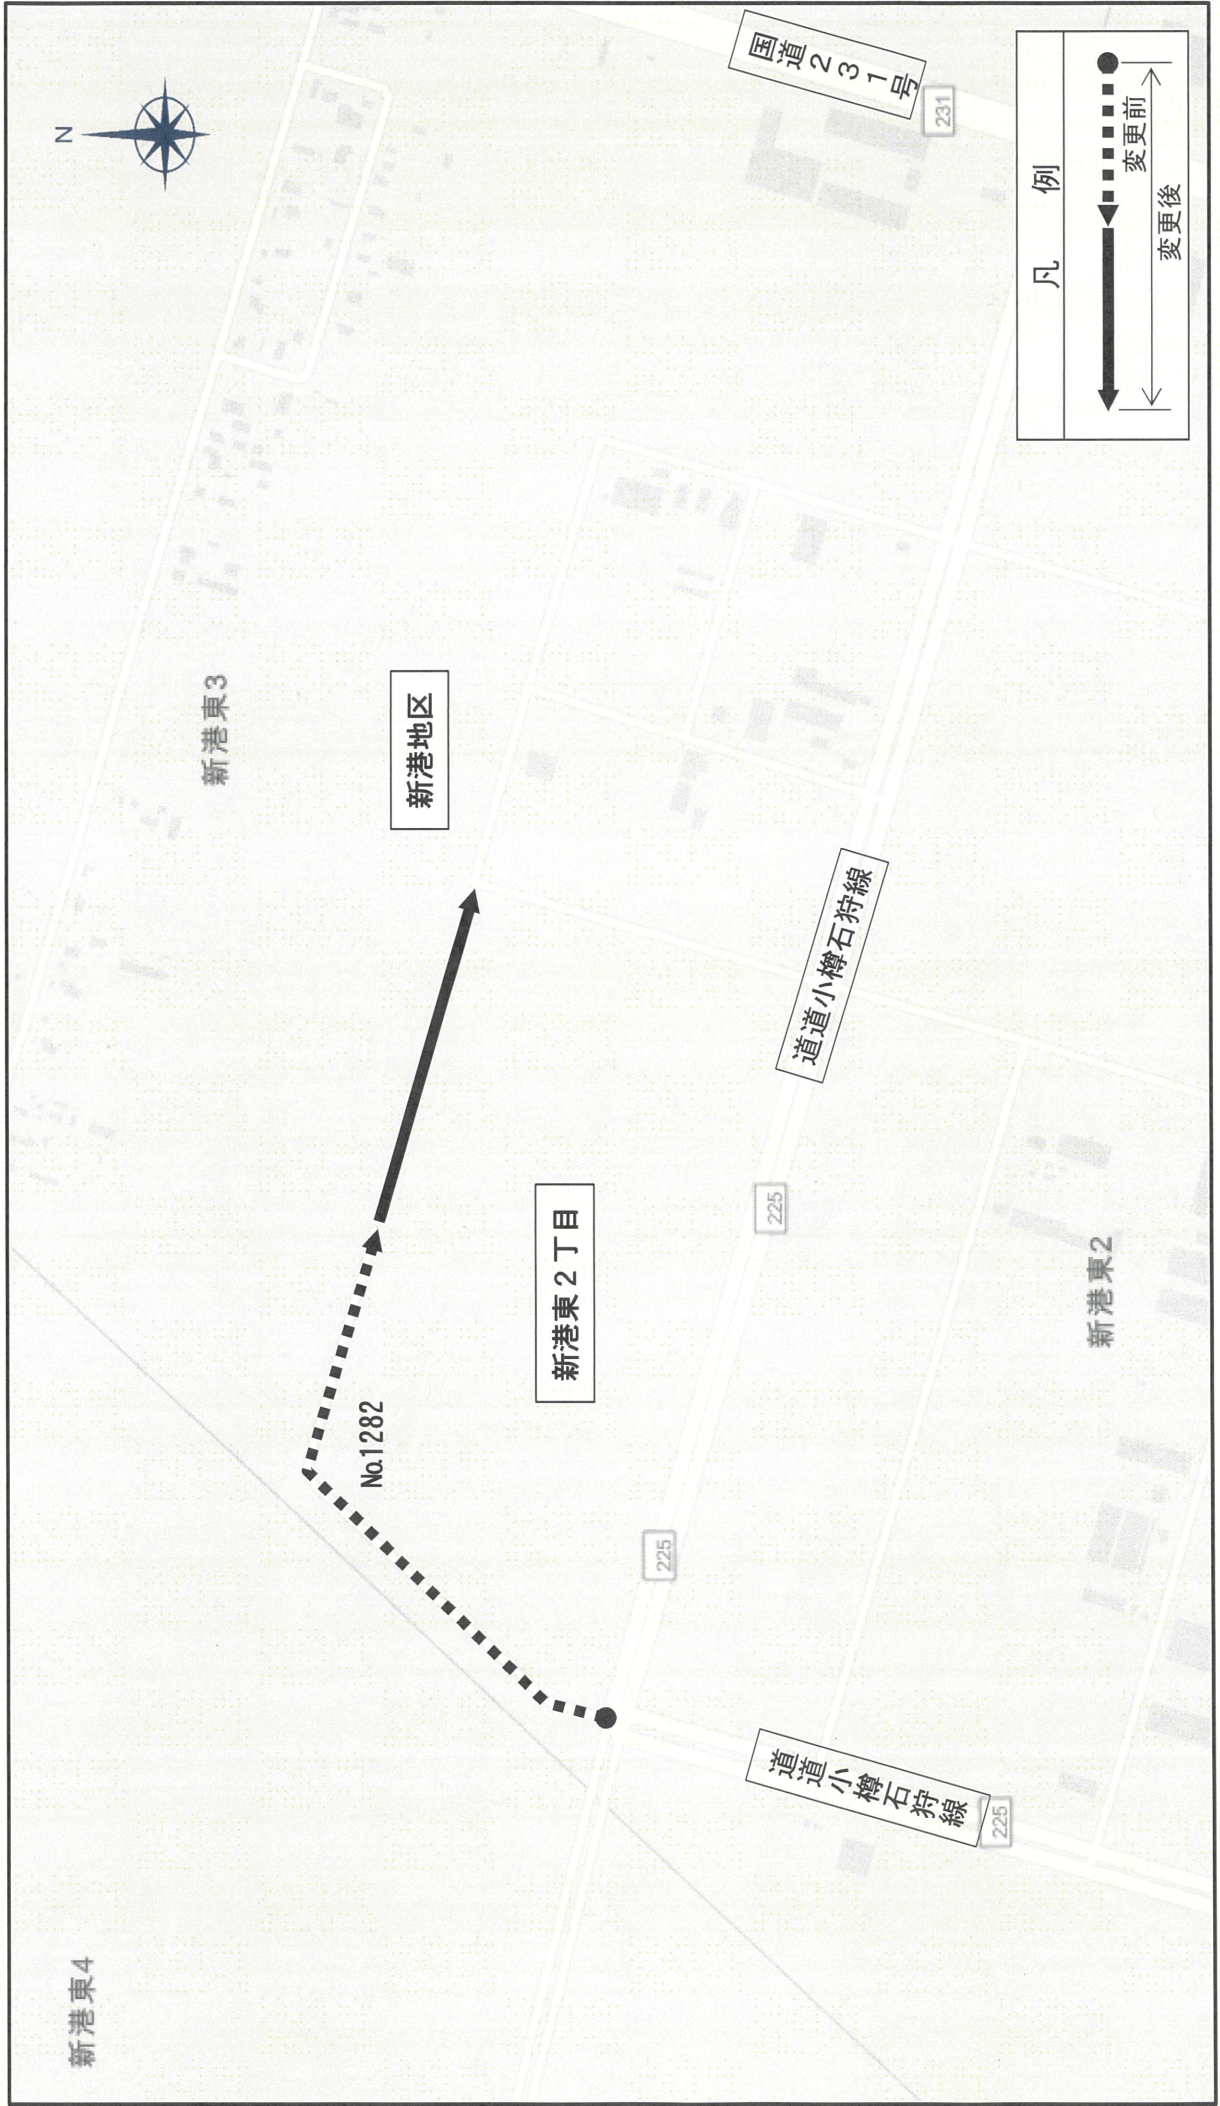 N
国道231号
231
凡例
変更前
変更後
新港東3
新港地区
道道小樽石狩線
No.1282
新港東2丁目
225
新港東2
225
道道小樽石狩線
225
新港東4